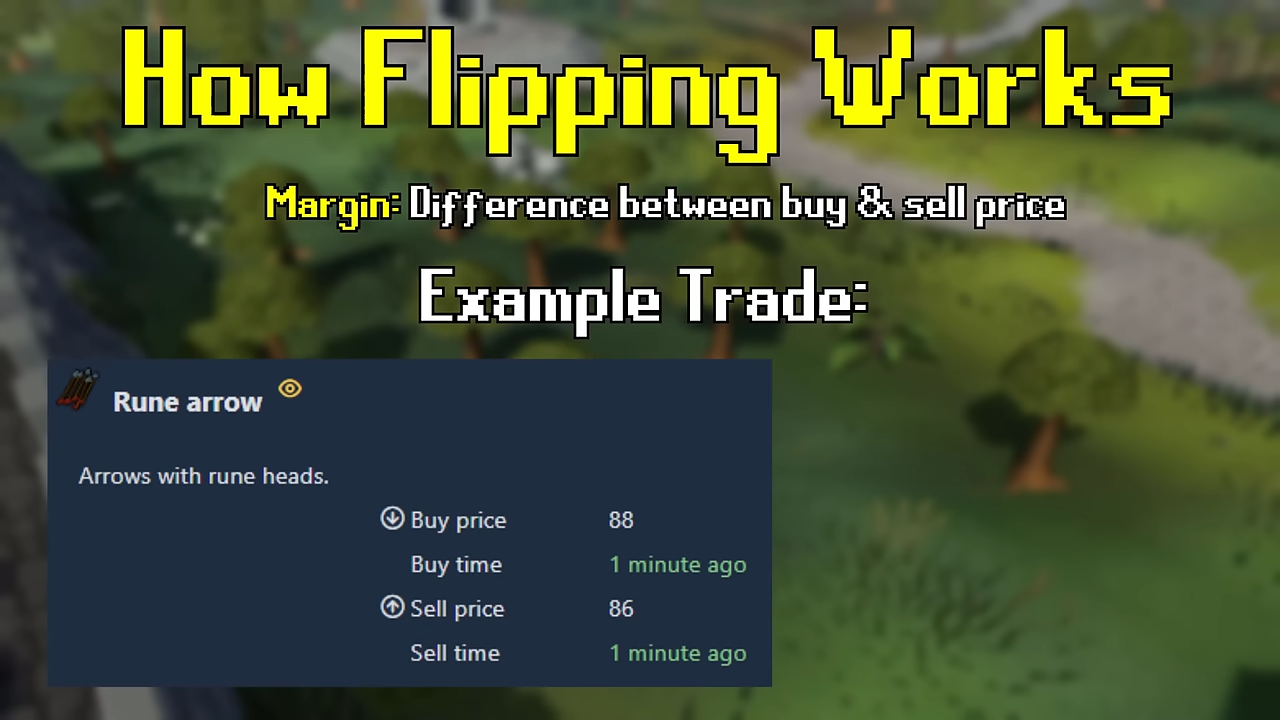 How Flipping Works
Margin: Difference between buy & sell price
Example Trade:
Rune arrow
Arrows with rune heads.
Buy price 88
Buy time 1 minute ago
Sell price 86
Sell time 1 minute ago